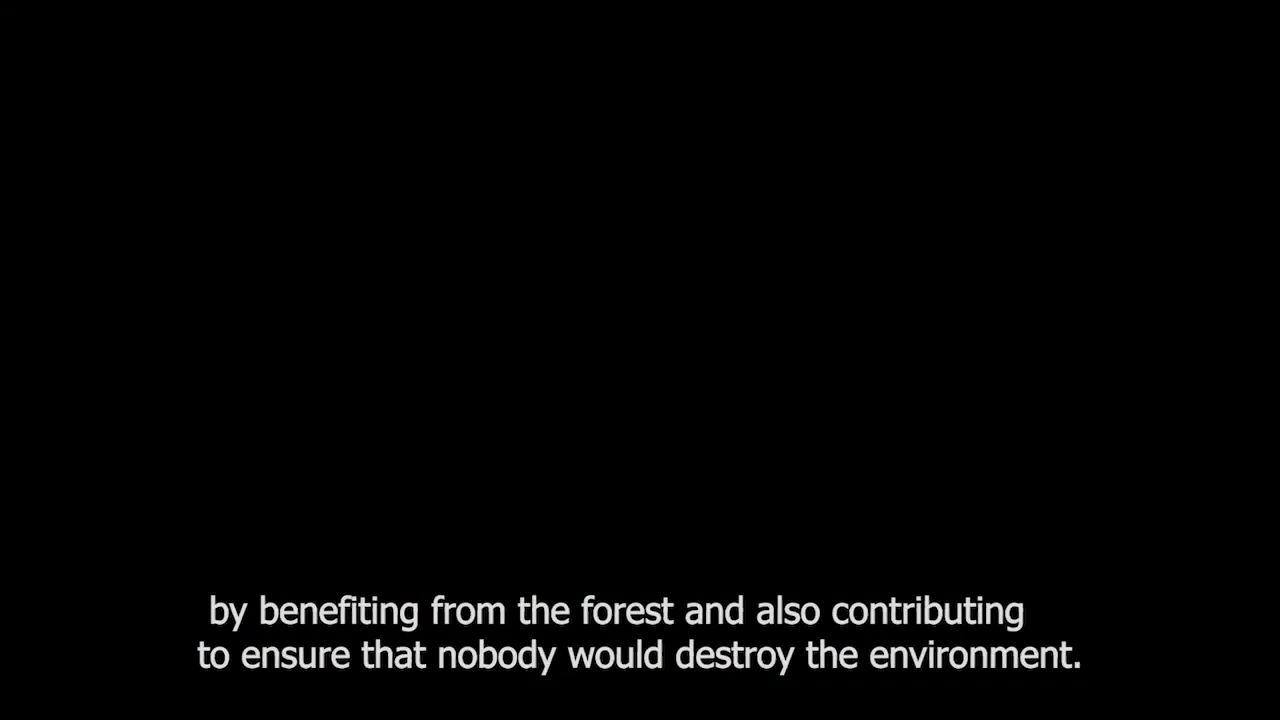 by benefiting from the forest and also contributing
to ensure that nobody would destroy the environment.